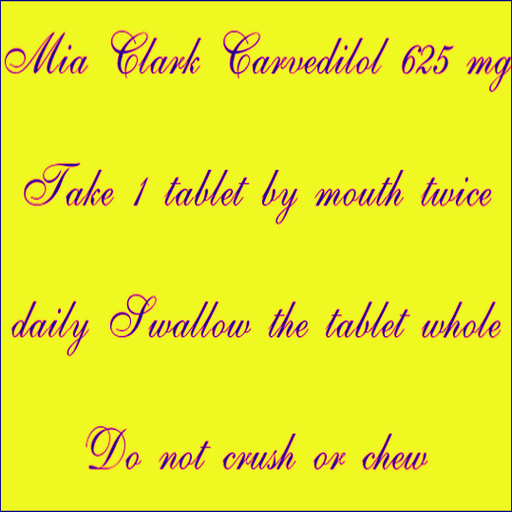 Mia Clark Carvedilol 625 mg
Take 1 tablet by mouth twice
daily Swallow the tablet whole
Do not crush or chew